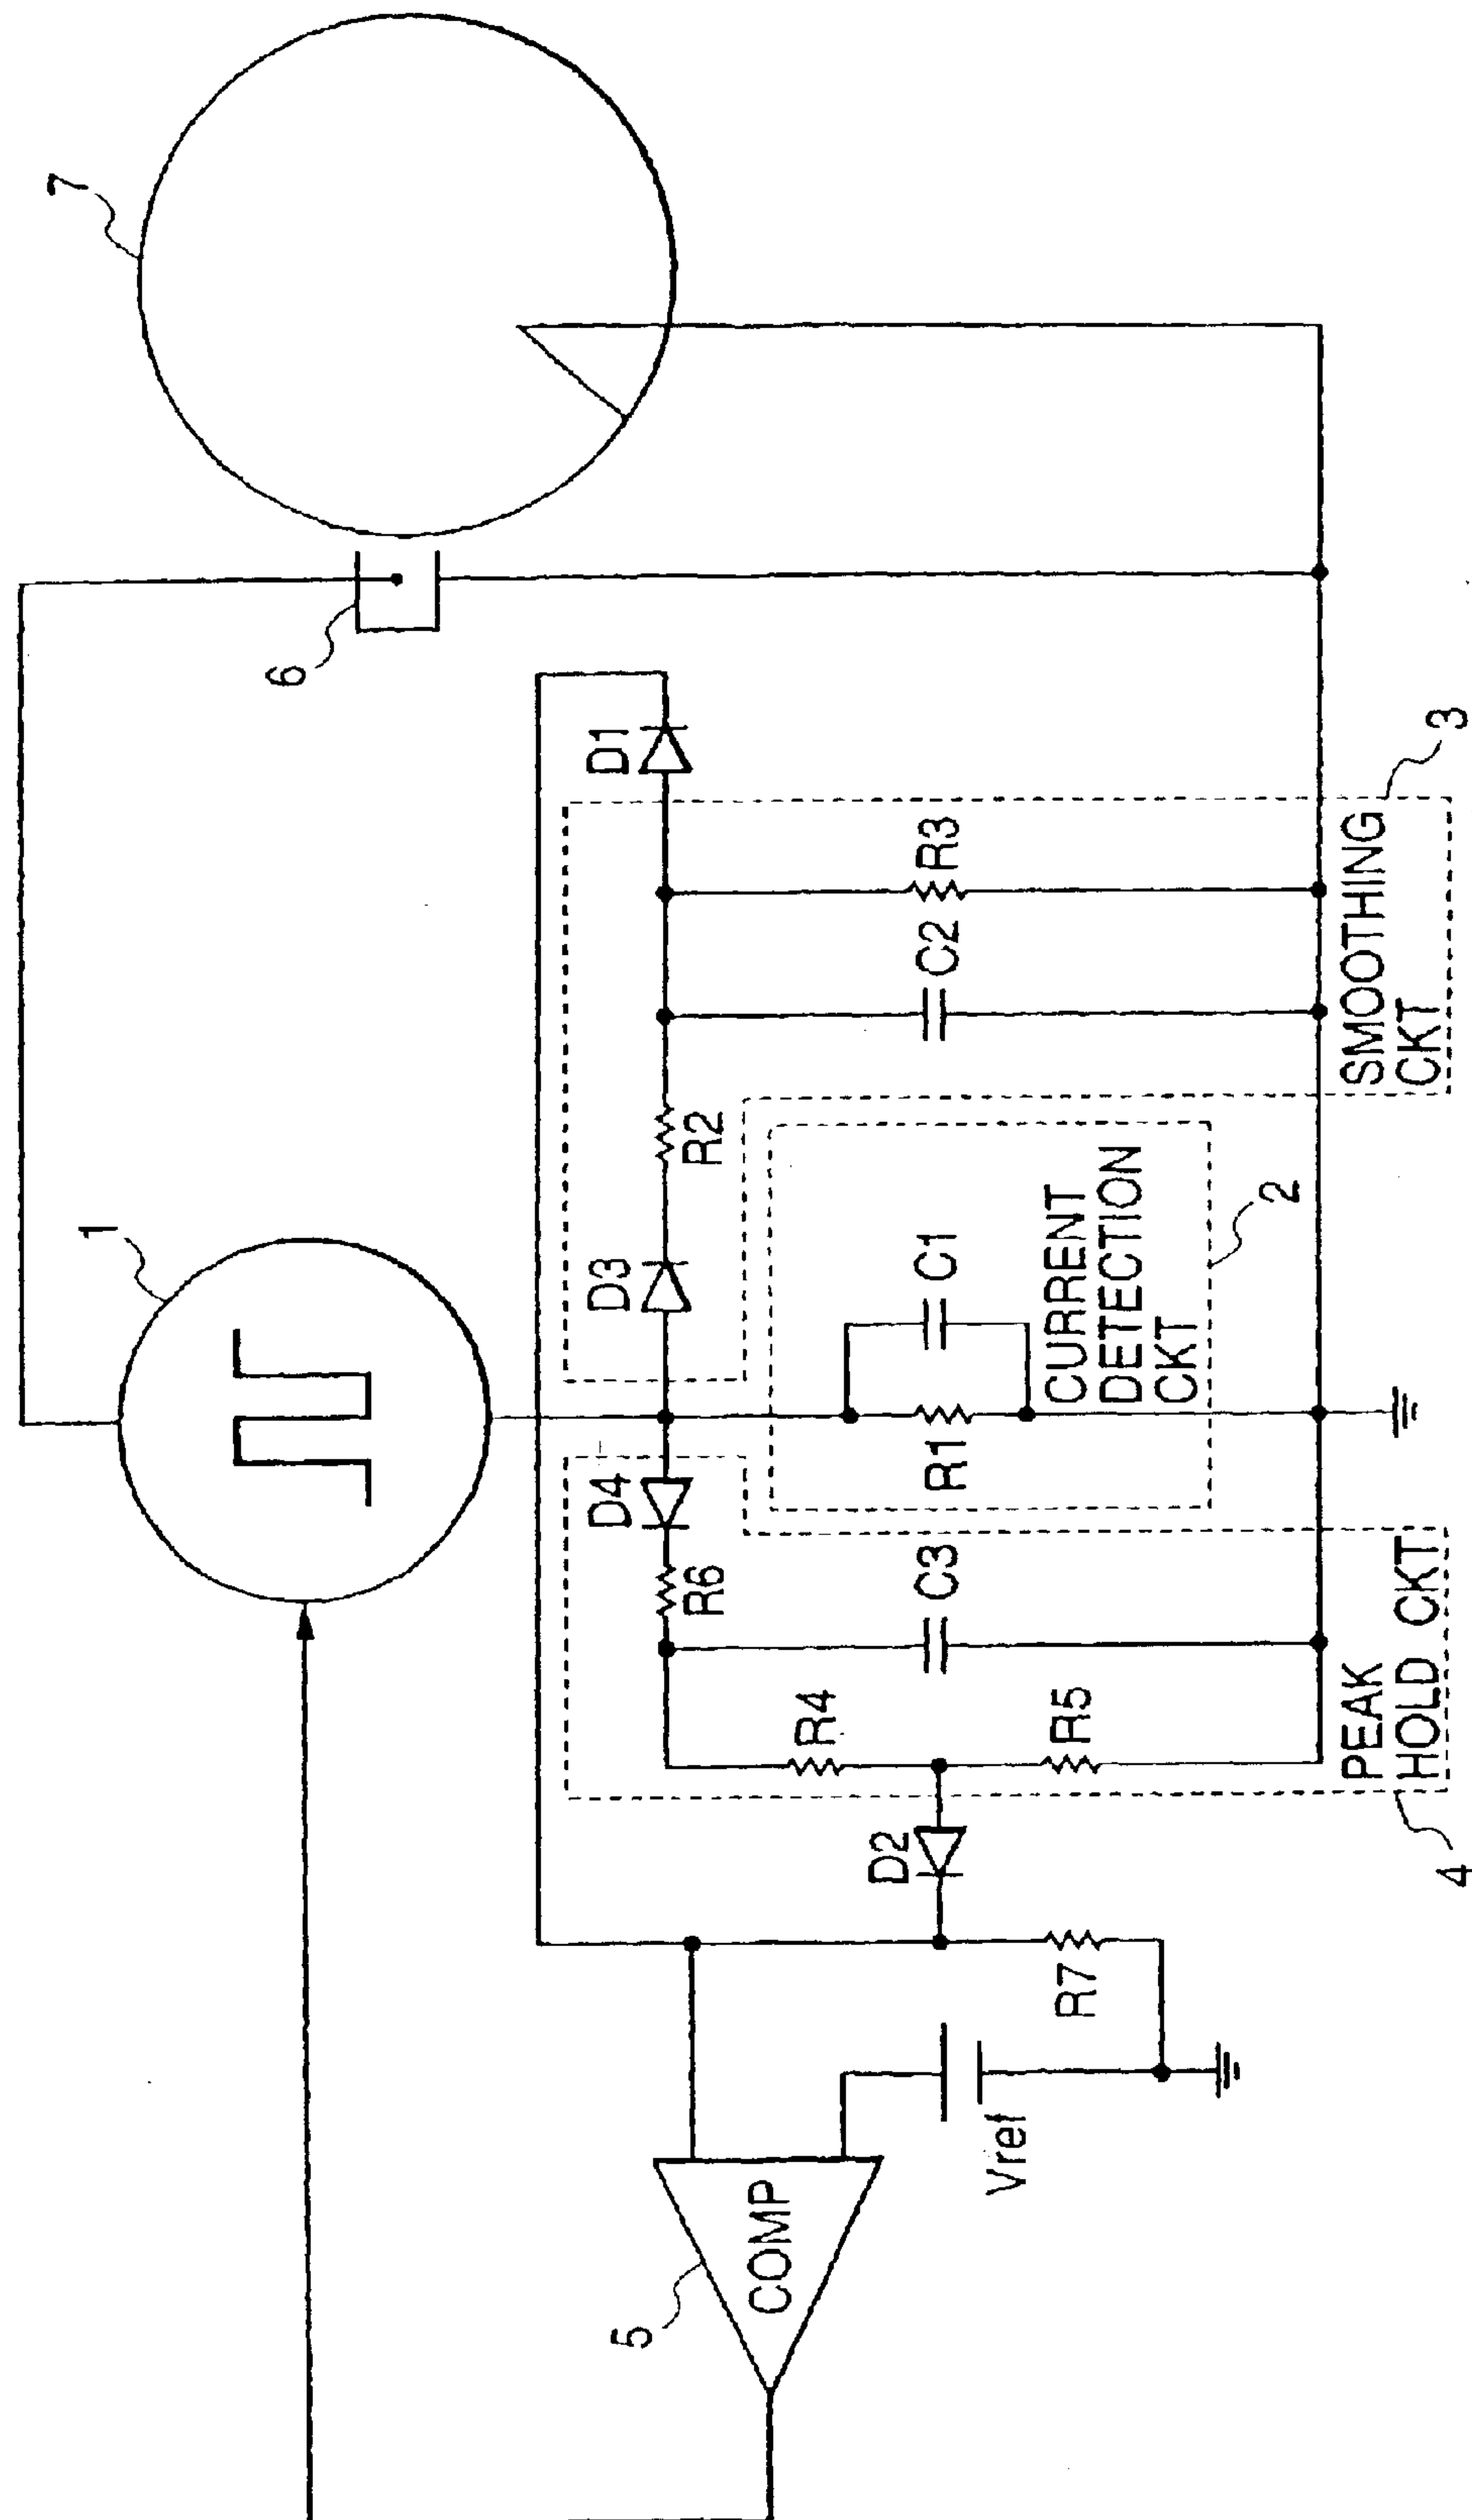 7
1
6
D1
D3
D4
R2
R6
C2
R3
C1
R1
C3
R4
R5
D2
R7
Vref
COMP
5
CURRENT
DETECTION
CKT
2
SMOOTHING
CKT
3
PEAK
HOLD CKT
4